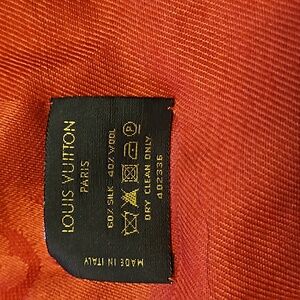 LOUIS VUITTON
PARIS
60% SILK 40% WOOL
DRY CLEAN ONLY
402336
MADE IN ITALY